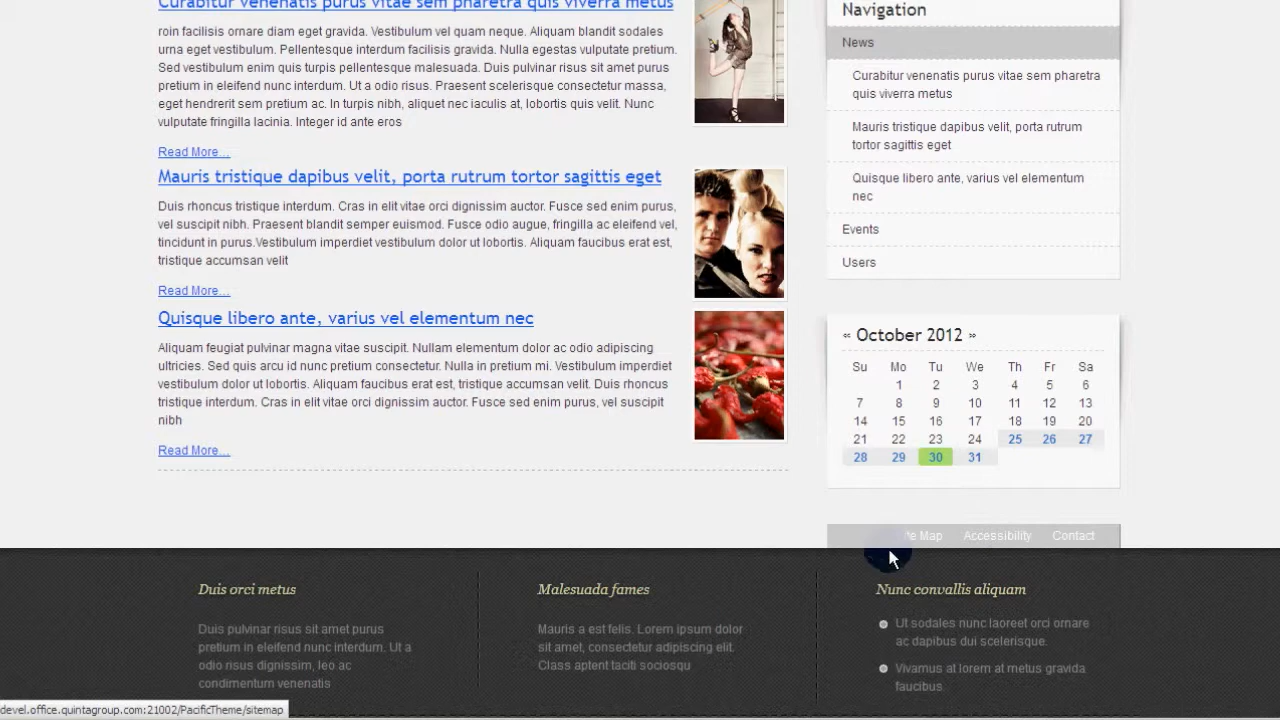 Curabitur venenatis purus vitae sem pharetra quis viverra metus
roin facilisis ornare diam eget gravida. Vestibulum vel quam neque. Aliquam blandit sodales
urna eget vestibulum. Pellentesque interdum facilisis gravida. Nulla egestas vulputate pretium.
Sed vestibulum enim quis turpis pellentesque malesuada. Duis pulvinar risus sit amet purus
pretium in eleifend nunc interdum. Ut a odio risus. Praesent scelerisque consectetur massa,
eget hendrerit sem pretium ac. In turpis nibh, aliquet nec iaculis at, lobortis quis velit. Nunc
vulputate fringilla lacinia. Integer id ante eros
Read More…
Mauris tristique dapibus velit, porta rutrum tortor sagittis eget
Duis rhoncus tristique interdum. Cras in elit vitae orci dignissim auctor. Fusce sed enim purus,
vel suscipit nibh. Praesent blandit semper euismod. Fusce odio augue, fringilla ac eleifend vel,
tincidunt in purus.Vestibulum imperdiet vestibulum dolor ut lobortis. Aliquam faucibus erat est,
tristique accumsan velit
Read More…
Quisque libero ante, varius vel elementum nec
Aliquam feugiat pulvinar magna vitae suscipit. Nullam elementum dolor ac odio adipiscing
ultricies. Sed quis arcu id nunc pretium consectetur. Nulla in pretium mi. Vestibulum imperdiet
vestibulum dolor ut lobortis. Aliquam faucibus erat est, tristique accumsan velit. Duis rhoncus
tristique interdum. Cras in elit vitae orci dignissim auctor. Fusce sed enim purus, vel suscipit
nibh
Read More…
Navigation
News
Curabitur venenatis purus vitae sem pharetra
quis viverra metus
Mauris tristique dapibus velit, porta rutrum
tortor sagittis eget
Quisque libero ante, varius vel elementum
nec
Events
Users
« October 2012 »
Su Mo Tu We Th Fr Sa
1 2 3 4 5 6
7 8 9 10 11 12 13
14 15 16 17 18 19 20
21 22 23 24 25 26 27
28 29 30 31
Map Accessibility Contact
Duis orci metus
Duis pulvinar risus sit amet purus
pretium in eleifend nunc interdum. Ut a
odio risus dignissim, leo ac
condimentum venenatis
Malesuada fames
Mauris a est felis. Lorem ipsum dolor
sit amet, consectetur adipiscing elit.
Class aptent taciti sociosqu
Nunc convallis aliquam
Ut sodales nunc laoreet orci ornare
ac dapibus dui scelerisque.
Vivamus at lorem at metus gravida
faucibus.
devel.office.quintagroup.com:21002/PacificTheme/sitemap